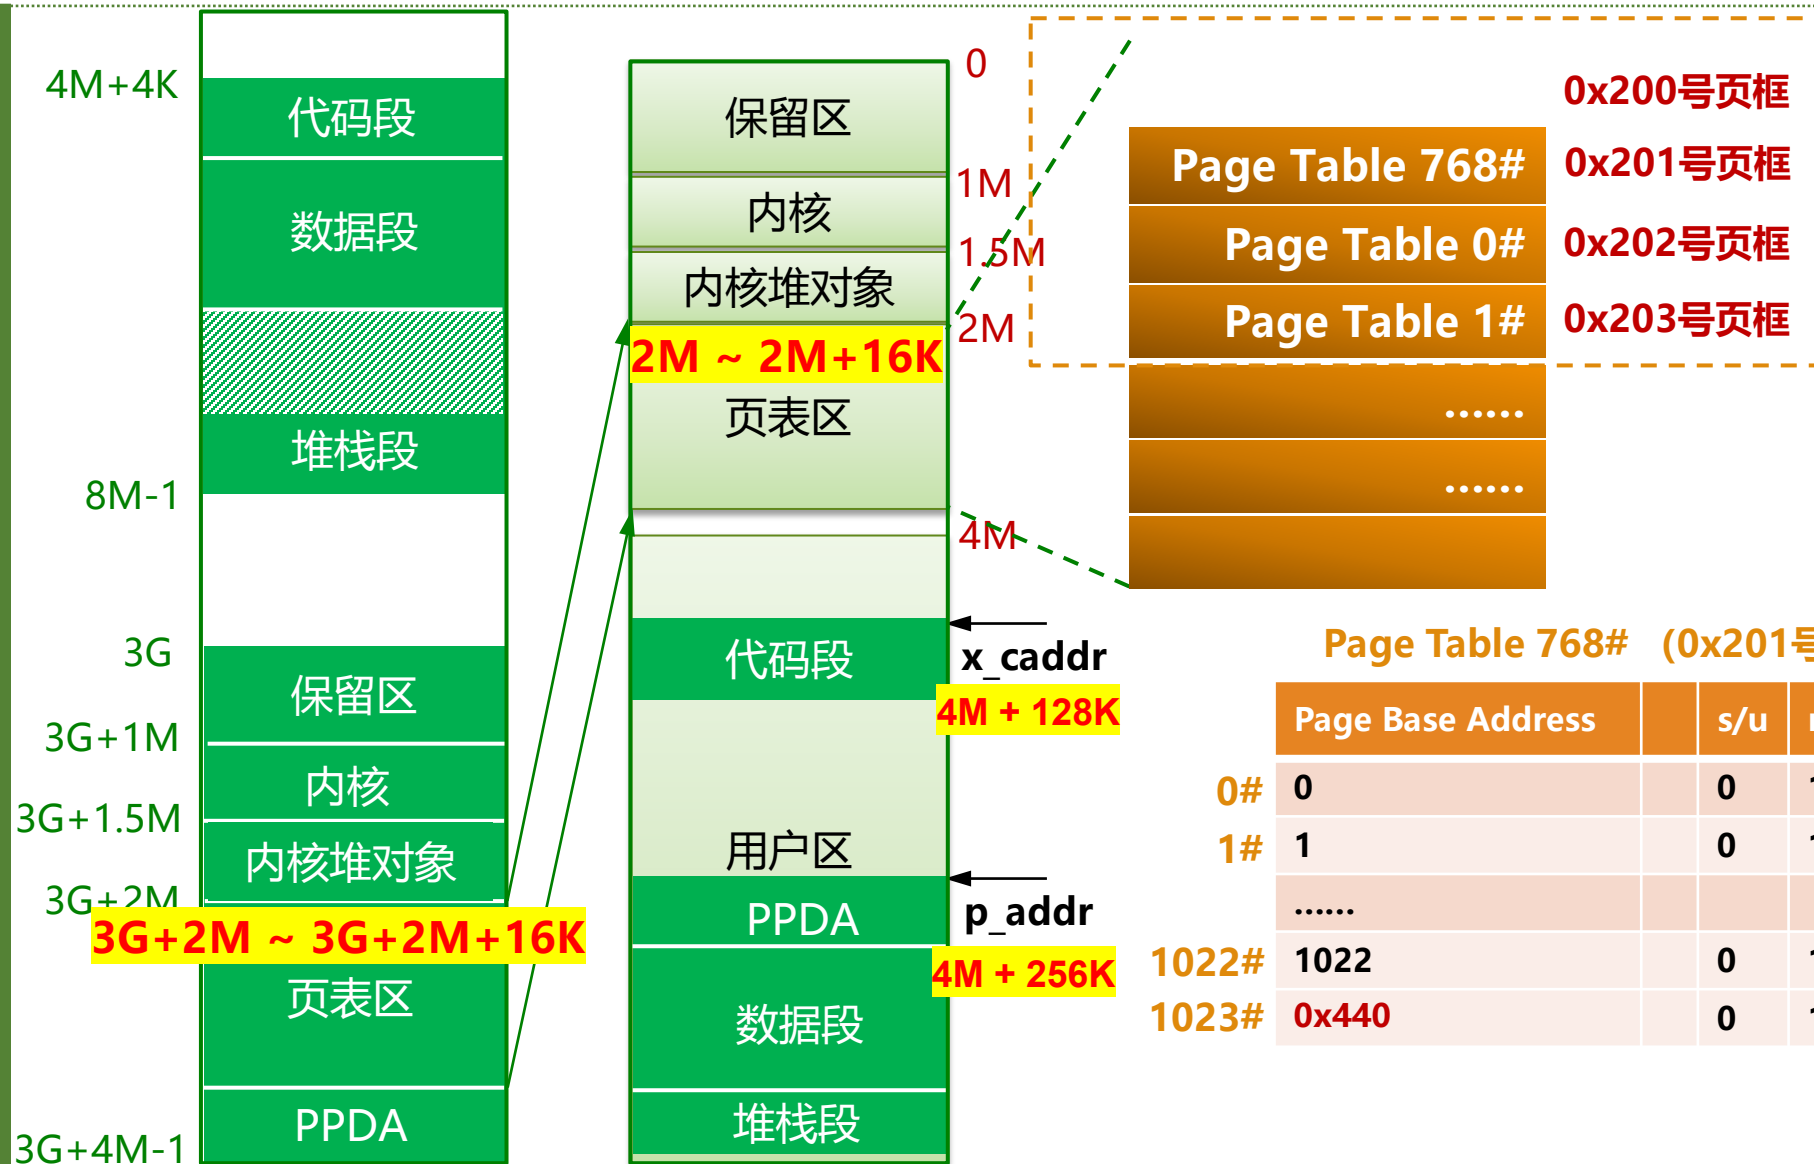 4M+4K
代码段
数据段
堆栈段
8M-1
3G
保留区
3G+1M
内核
3G+1.5M
内核堆对象
3G+2M
3G+2M ~ 3G+2M+16K
页表区
PPDA
3G+4M-1
0
保留区
1M
内核
1.5M
内核堆对象
2M
2M ~ 2M+16K
页表区
4M
代码段
x_caddr
4M + 128K
用户区
PPDA
p_addr
4M + 256K
数据段
堆栈段
0x200号页框
Page Table 768# 0x201号页框
Page Table 0# 0x202号页框
Page Table 1# 0x203号页框
......
......
Page Table 768# (0x201号
Page Base Address s/u
0# 0 0
1# 1 0
......
1022# 1022 0
1023# 0x440 0